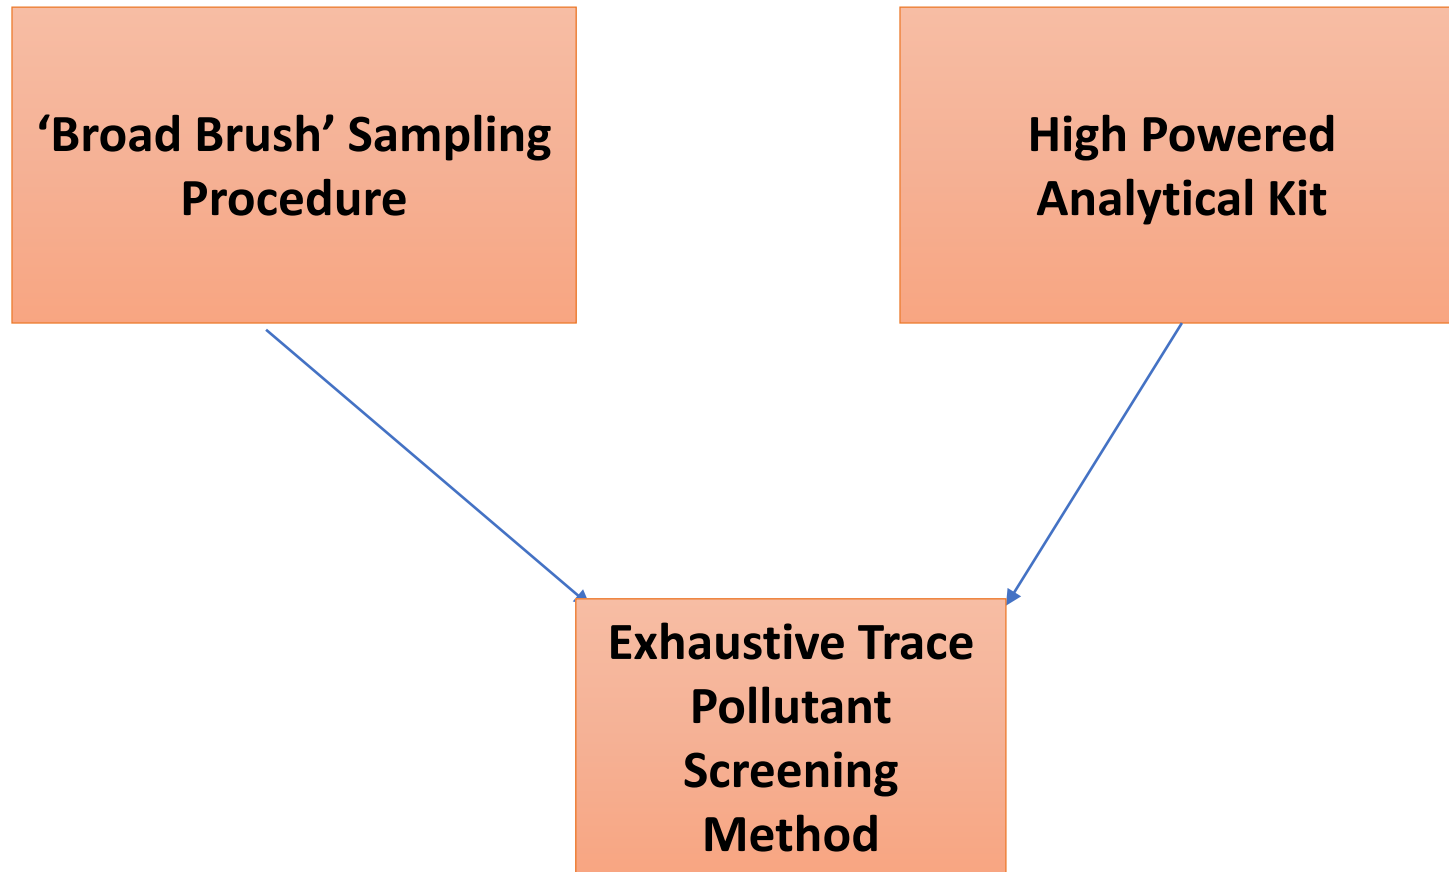 ‘Broad Brush’ Sampling
Procedure
High Powered
Analytical Kit
Exhaustive Trace
Pollutant
Screening
Method